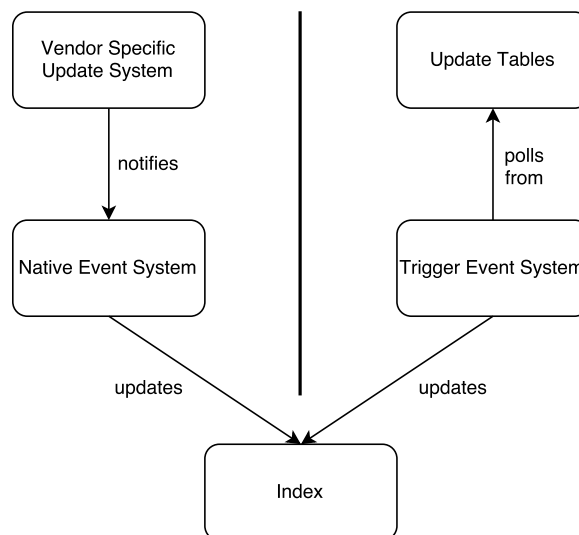 Vendor Specific
Update System
Update Tables
notifies
polls
from
Native Event System
Trigger Event System
updates
updates
Index